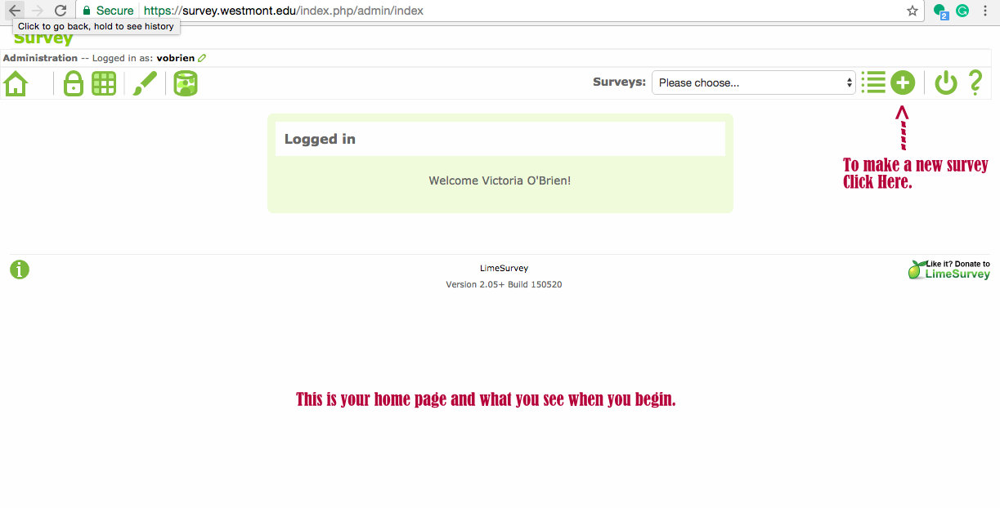 Secure https://survey.westmont.edu/index.php/admin/index
2
G
Click to go back, hold to see history
Survey
Administration -- Logged in as: vobrien
Surveys: Please choose...
Logged in
To make a new survey
Click Here.
Welcome Victoria O'Brien!
LimeSurvey
Version 2.05+ Build 150520
Like it? Donate to
LimeSurvey
This is your home page and what you see when you begin.